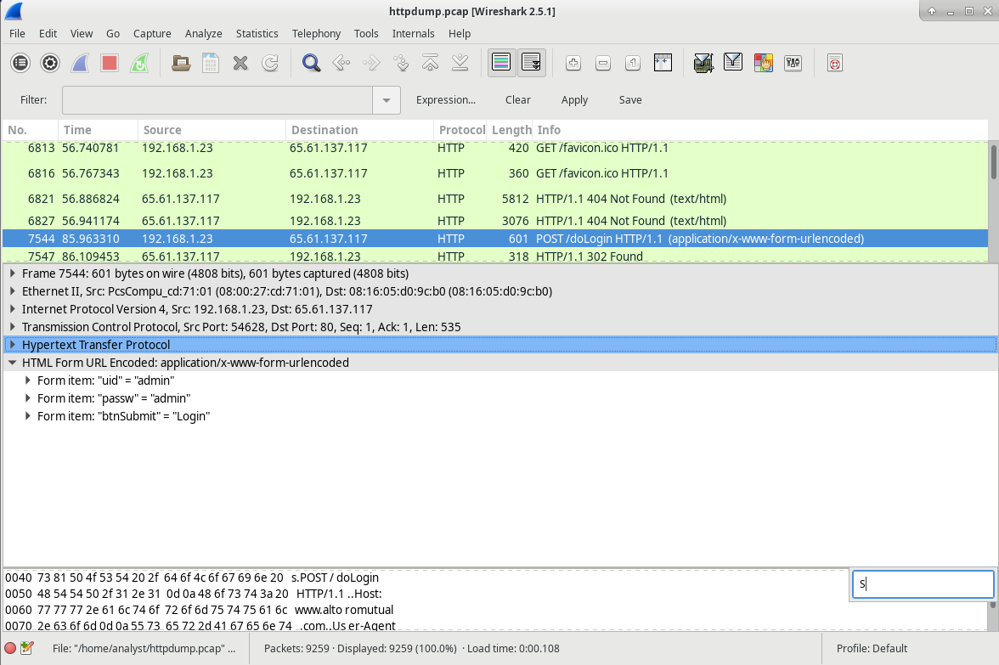 httpdump.pcap [Wireshark 2.5.1]
File Edit View Go Capture Analyze Statistics Telephony Tools Internals Help
Filter: Expression... Clear Apply Save
No. Time Source Destination Protocol Length Info
6813 56.740781 192.168.1.23 65.61.137.117 HTTP 420 GET /favicon.ico HTTP/1.1
6816 56.767343 192.168.1.23 65.61.137.117 HTTP 360 GET /favicon.ico HTTP/1.1
6821 56.886824 65.61.137.117 192.168.1.23 HTTP 5812 HTTP/1.1 404 Not Found (text/html)
6827 56.941174 65.61.137.117 192.168.1.23 HTTP 3076 HTTP/1.1 404 Not Found (text/html)
7544 85.963310 192.168.1.23 65.61.137.117 HTTP 601 POST /doLogin HTTP/1.1 (application/x-www-form-urlencoded)
7547 86.109453 65.61.137.117 192.168.1.23 HTTP 318 HTTP/1.1 302 Found
Frame 7544: 601 bytes on wire (4808 bits), 601 bytes captured (4808 bits)
Ethernet II, Src: PcsCompu_cd:71:01 (08:00:27:cd:71:01), Dst: 08:16:05:d0:9c:b0 (08:16:05:d0:9c:b0)
Internet Protocol Version 4, Src: 192.168.1.23, Dst: 65.61.137.117
Transmission Control Protocol, Src Port: 54628, Dst Port: 80, Seq: 1, Ack: 1, Len: 535
Hypertext Transfer Protocol
HTML Form URL Encoded: application/x-www-form-urlencoded
Form item: "uid" = "admin"
Form item: "passw" = "admin"
Form item: "btnSubmit" = "Login"
0040 73 81 50 4f 53 54 20 2f 64 6f 4c 6f 67 69 6e 20 s.POST / doLogin
0050 48 54 54 50 2f 31 2e 31 0d 0a 48 6f 73 74 3a 20 HTTP/1.1 ..Host:
0060 77 77 77 2e 61 6c 74 6f 72 6f 6d 75 74 75 61 6c www.alto romutual
0070 2e 63 6f 6d 0d 0a 55 73 65 72 2d 41 67 65 6e 74 .com..Us er-Agent
S
File: "/home/analyst/httpdump.pcap" ... Packets: 9259 · Displayed: 9259 (100.0%) · Load time: 0:00.108 Profile: Default